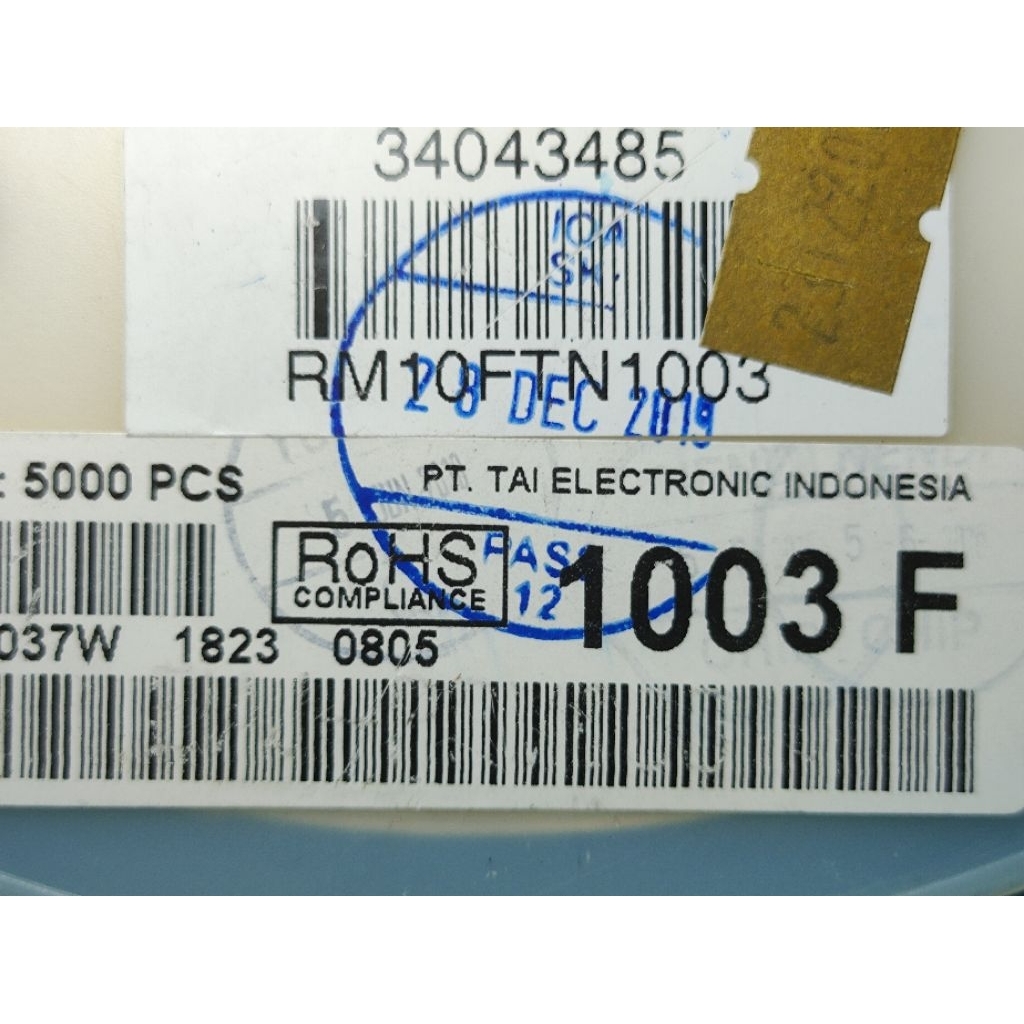 34043485
RM10FTN1003
28 DEC 2019
: 5000 PCS PT. TAI ELECTRONIC INDONESIA
RoHS
COMPLIANCE
PASS
12
1003 F
037W 1823 0805